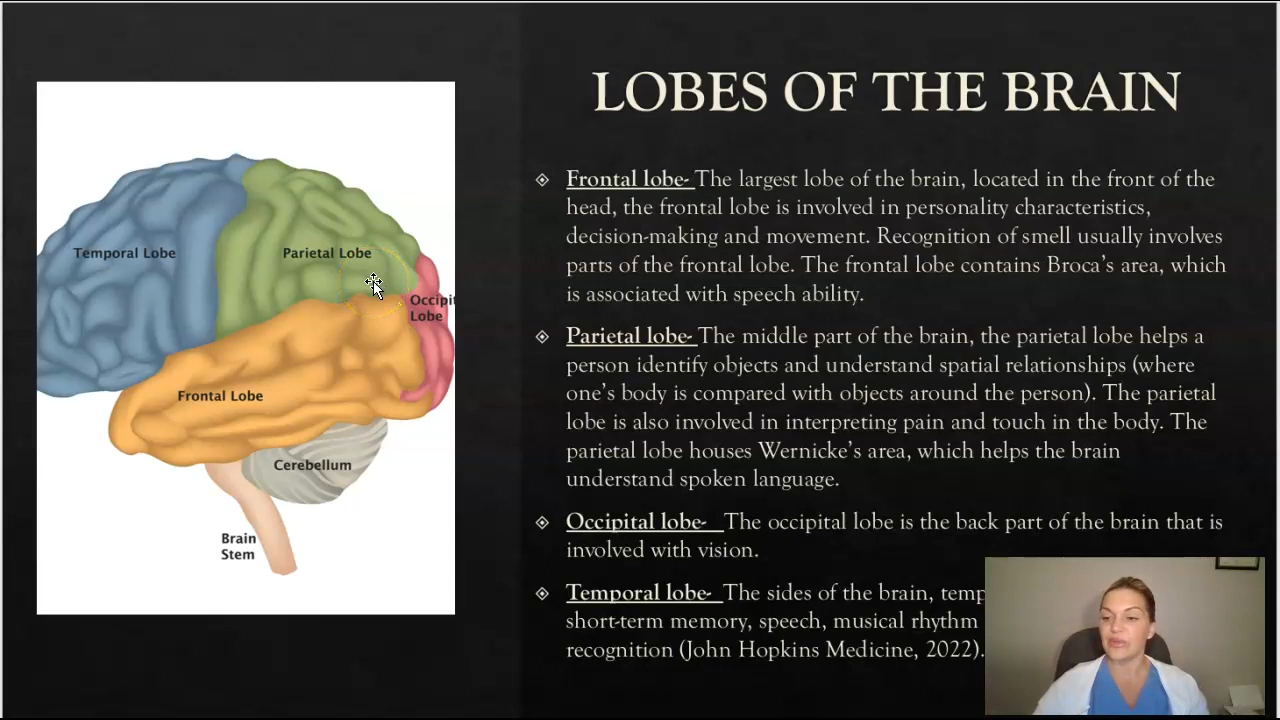 LOBES OF THE BRAIN
Temporal Lobe
Parietal Lobe
Occipit
Lobe
Frontal Lobe
Cerebellum
Brain
Stem
Frontal lobe- The largest lobe of the brain, located in the front of the
head, the frontal lobe is involved in personality characteristics,
decision-making and movement. Recognition of smell usually involves
parts of the frontal lobe. The frontal lobe contains Broca's area, which
is associated with speech ability.
Parietal lobe- The middle part of the brain, the parietal lobe helps a
person identify objects and understand spatial relationships (where
one's body is compared with objects around the person). The parietal
lobe is also involved in interpreting pain and touch in the body. The
parietal lobe houses Wernicke's area, which helps the brain
understand spoken language.
Occipital lobe- The occipital lobe is the back part of the brain that is
involved with vision.
Temporal lobe- The sides of the brain, temp
short-term memory, speech, musical rhythm
recognition (John Hopkins Medicine, 2022).